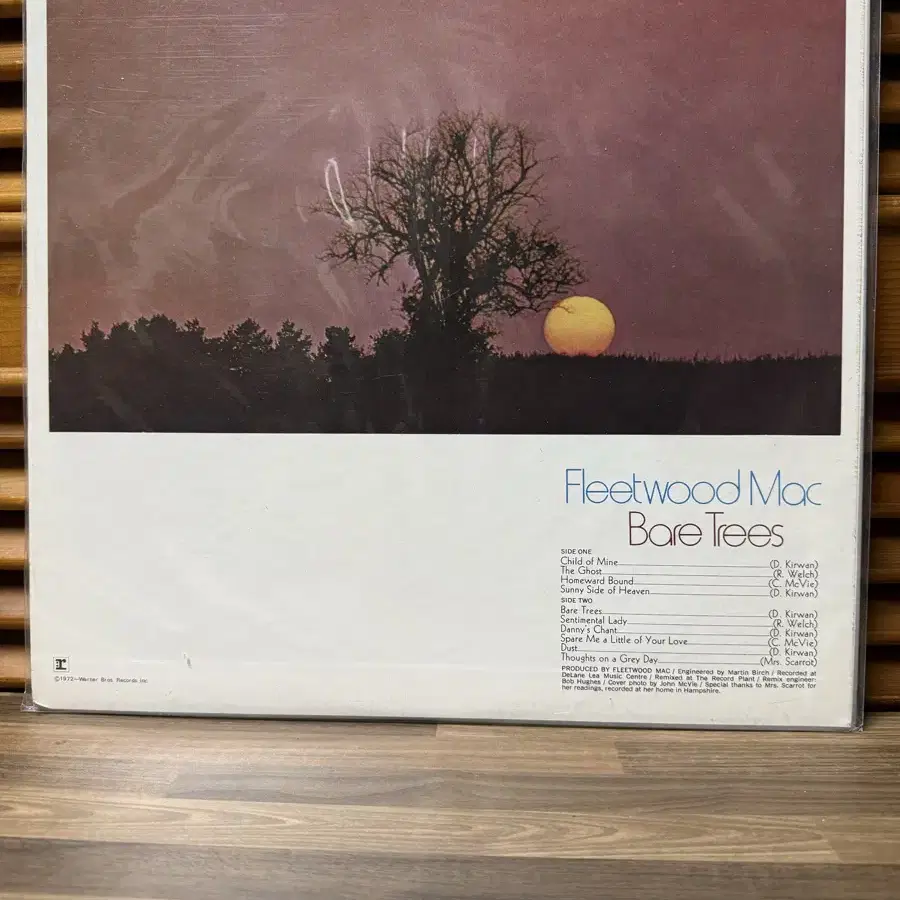 Fleetwood Mac
Bare Trees
SIDE ONE
Child of Mine (D. Kirwan)
The Ghost (R. Welch)
Homeward Bound (C. McVie)
Sunny Side of Heaven (D. Kirwan)
SIDE TWO
Bare Trees (D. Kirwan)
Sentimental Lady (R. Welch)
Danny's Chant (D. Kirwan)
Spare Me a Little of Your Love (C. McVie)
Dust (D. Kirwan)
Thoughts on a Grey Day (Mrs. Scarrot)
PRODUCED BY FLEETWOOD MAC / Engineered by Martin Birch / Recorded at
DeLane Lea Music Centre / Remixed at The Record Plant / Remix engineer:
Bob Hughes / Cover photo by John McVie / Special thanks to Mrs. Scarrot for
her readings, recorded at her home in Hampshire.
r
©1972—Warner Bros. Records Inc.